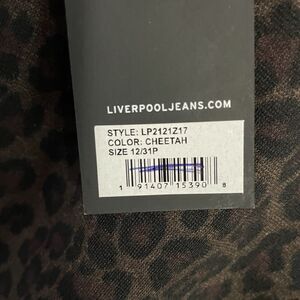 LIVERPOOLJEANS.COM
STYLE: LP2121Z17
COLOR: CHEETAH
SIZE 12/31P
1 91407 15390 8